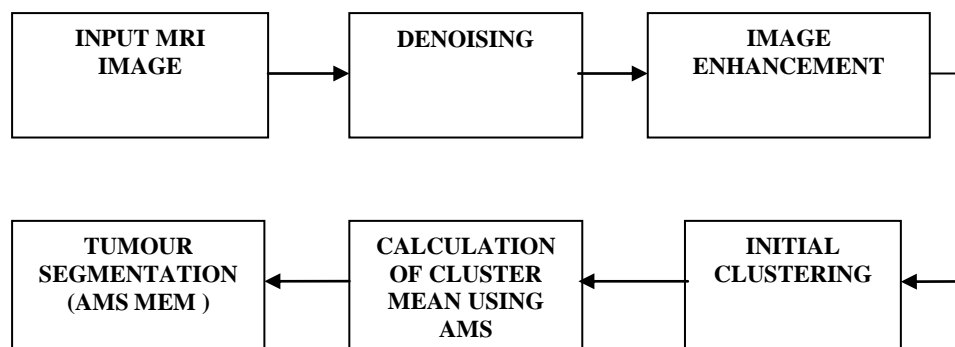 INPUT MRI
IMAGE
DENOISING
IMAGE
ENHANCEMENT
INITIAL
CLUSTERING
CALCULATION
OF CLUSTER
MEAN USING
AMS
TUMOUR
SEGMENTATION
(AMS MEM )